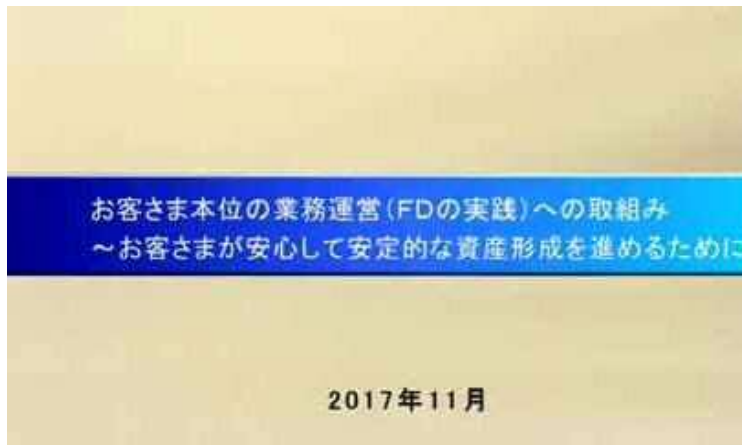 お客さま本位の業務運営(FDの実践)への取組み
～お客さまが安心して安定的な資産形成を進めるために
2017年11月